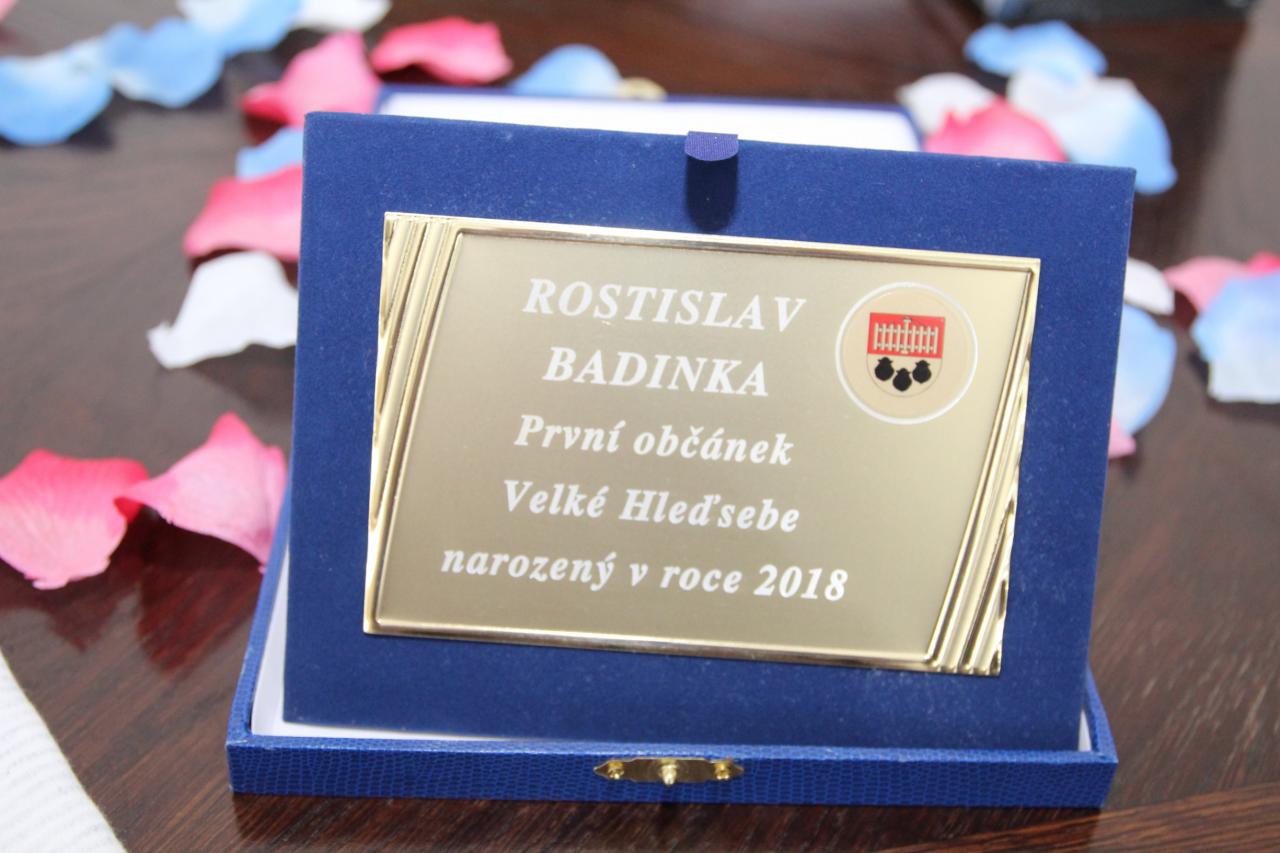 ROSTISLAV
BADINKA
První občánek
Velké Hleďsebe
narozený v roce 2018